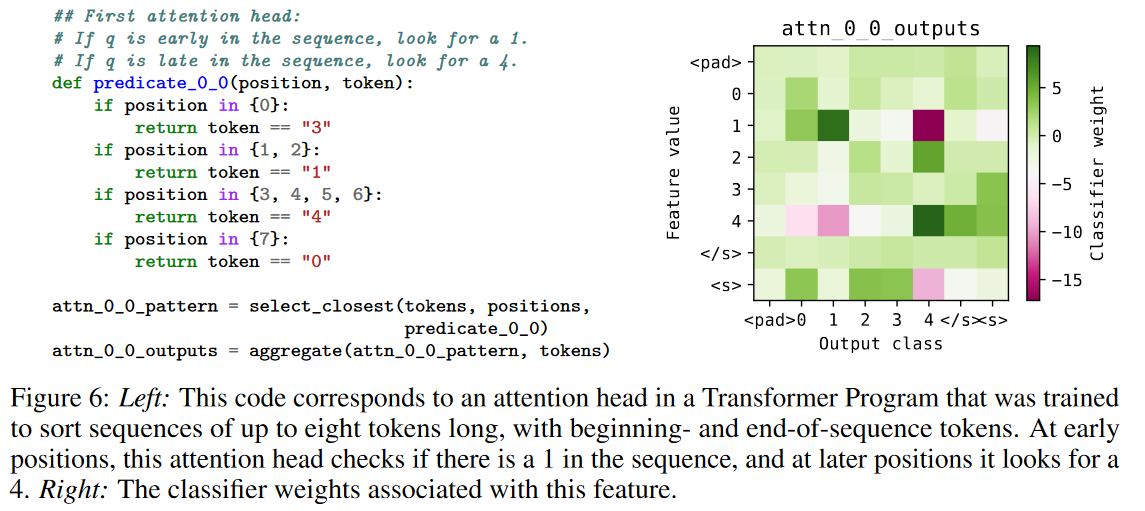 ## First attention head:
# If q is early in the sequence, look for a 1.
# If q is late in the sequence, look for a 4.
def predicate_0_0(position, token):
    if position in {0}:
        return token == "3"
    if position in {1, 2}:
        return token == "1"
    if position in {3, 4, 5, 6}:
        return token == "4"
    if position in {7}:
        return token == "0"
attn_0_0_pattern = select_closest(tokens, positions,
                                  predicate_0_0)
attn_0_0_outputs = aggregate(attn_0_0_pattern, tokens)
attn_0_0_outputs
Feature value
<pad>
0
1
2
3
4
</s>
<s>
<pad> 0 1 2 3 4 </s> <s>
Output class
5
0
−5
−10
−15
Classifier weight
Figure 6: Left: This code corresponds to an attention head in a Transformer Program that was trained
to sort sequences of up to eight tokens long, with beginning- and end-of-sequence tokens. At early
positions, this attention head checks if there is a 1 in the sequence, and at later positions it looks for a
4. Right: The classifier weights associated with this feature.